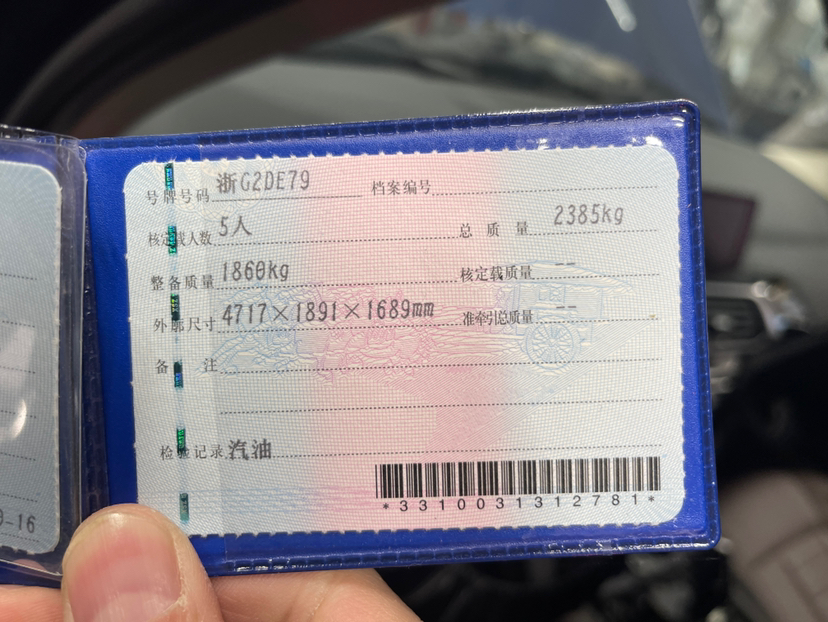 号牌号码 浙G2DE79 档案编号
核定载人数 5人 总质量 2385kg
整备质量 1860kg 核定载质量 --
外廓尺寸 4717×1891×1689mm 准牵引总质量 --
备注
检验记录 汽油
*3310031312781*
9-16